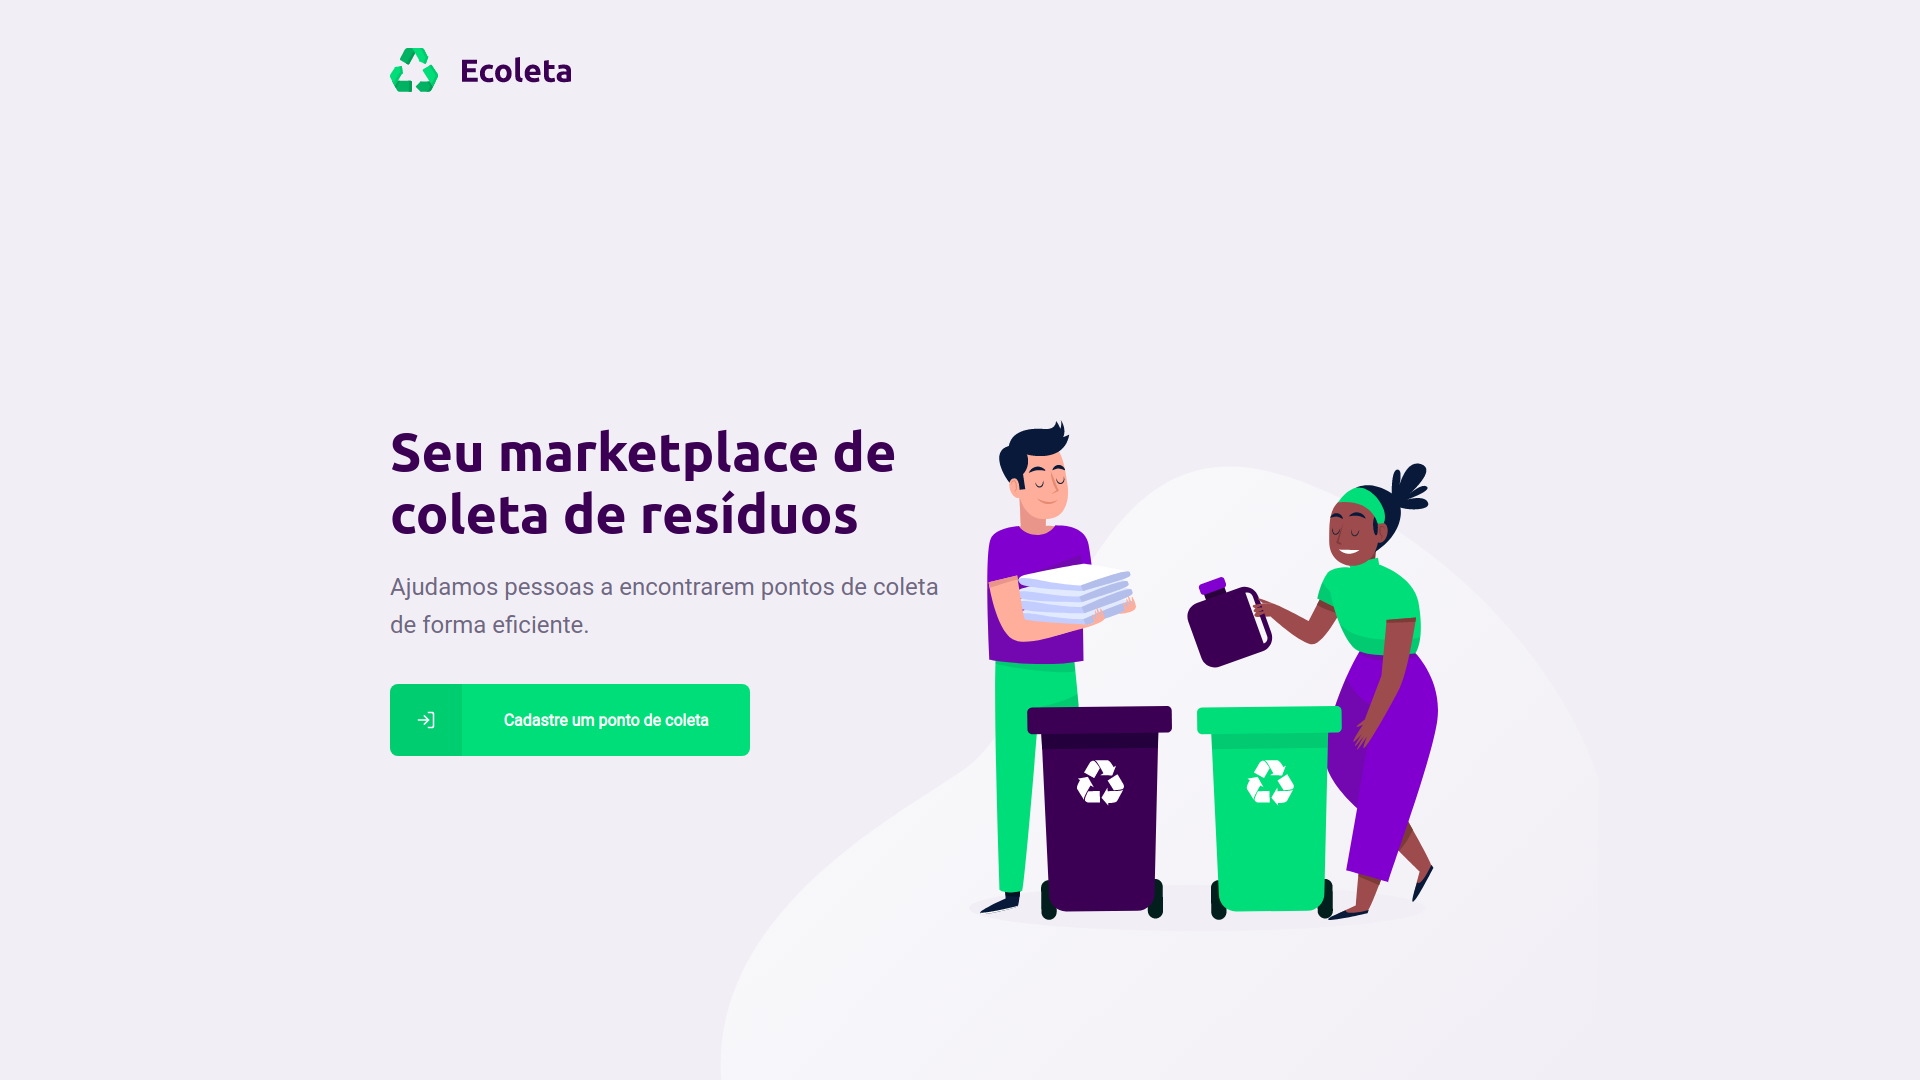 Ecoleta
Seu marketplace de
coleta de resíduos
Ajudamos pessoas a encontrarem pontos de coleta
de forma eficiente.
Cadastre um ponto de coleta